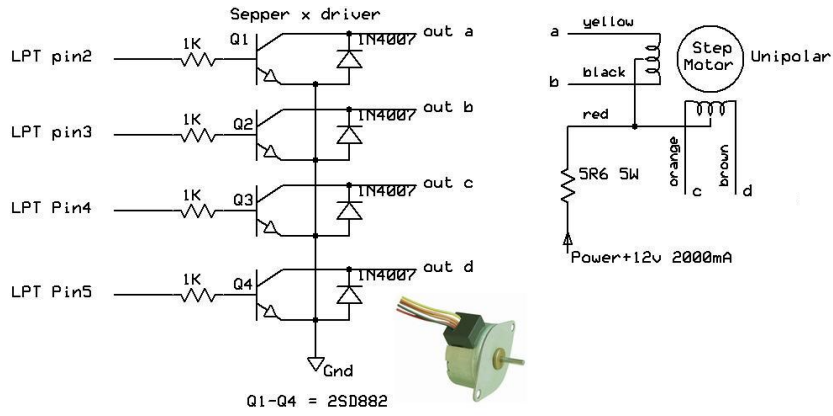 Sepper x driver
LPT pin2
1K
Q1
1N4007
out a
LPT pin3
1K
Q2
1N4007
out b
LPT Pin4
1K
Q3
1N4007
out c
LPT Pin5
1K
Q4
1N4007
out d
Gnd
Q1-Q4 = 2SD882
a
yellow
b
black
red
Step
Motor
Unipolar
orange
brown
c
d
5R6 5W
Power+12v 2000mA